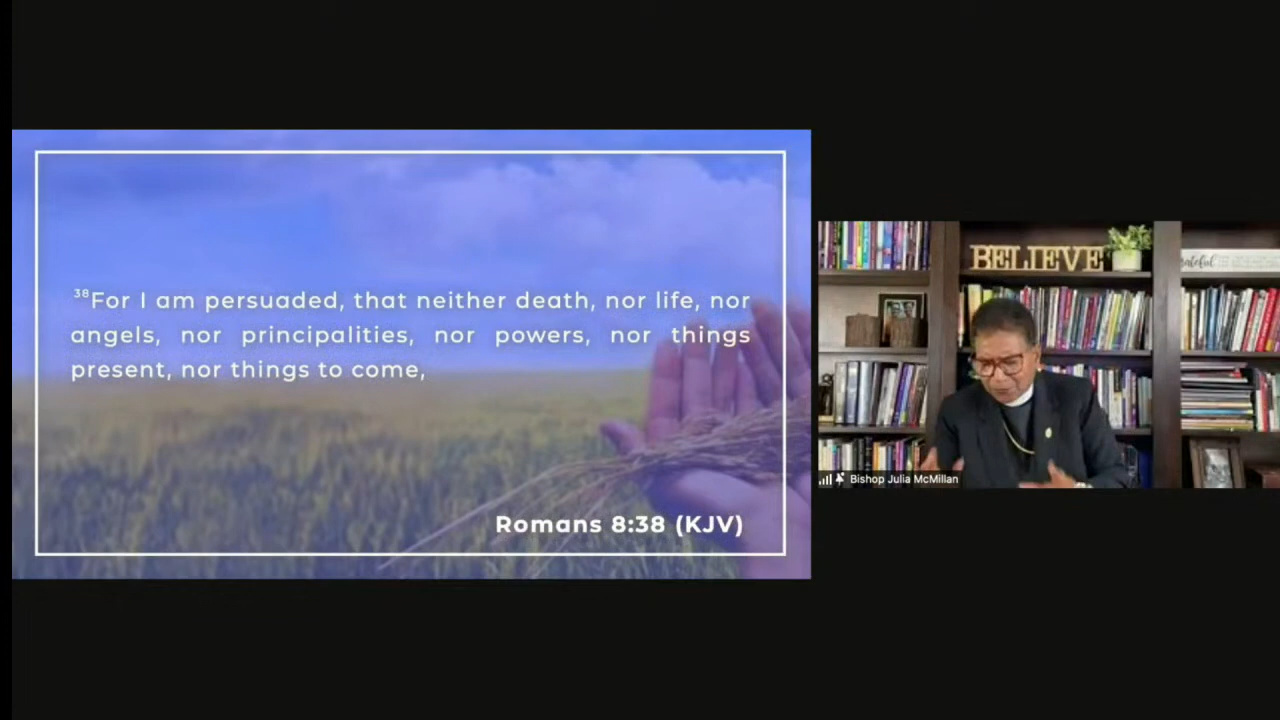 ³⁸For I am persuaded, that neither death, nor life, nor
angels, nor principalities, nor powers, nor things
present, nor things to come,
Romans 8:38 (KJV)
BELIEVE
Bishop Julia McMillan